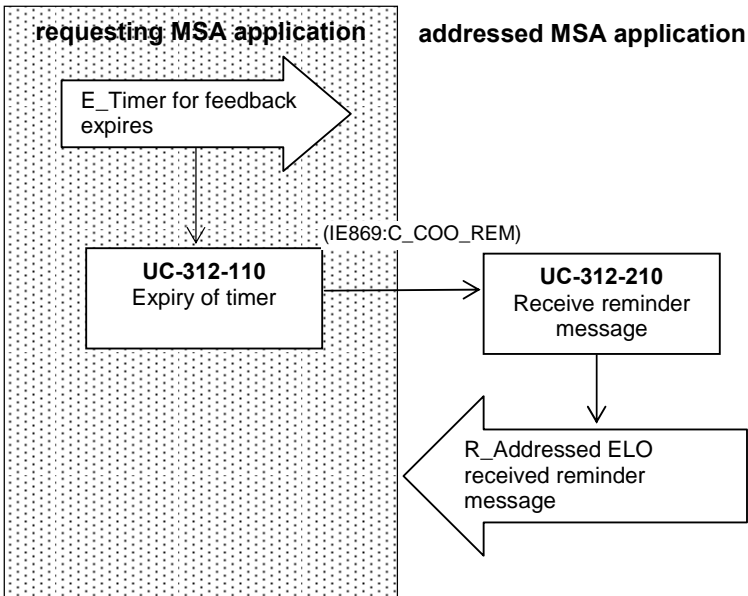 requesting MSA application
addressed MSA application
E_Timer for feedback
expires
(IE869:C_COO_REM)
UC-312-110
Expiry of timer
UC-312-210
Receive reminder
message
R_Addressed ELO
received reminder
message